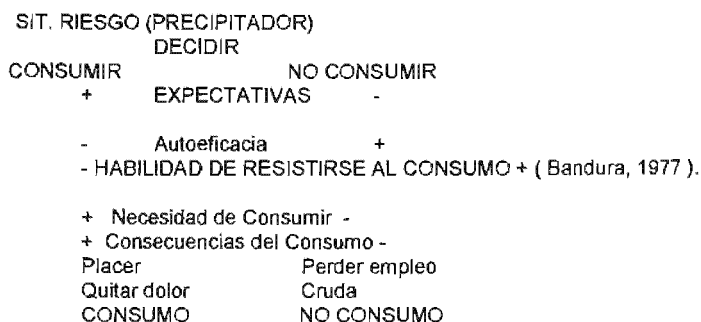 SIT. RIESGO (PRECIPITADOR)
DECIDIR
CONSUMIR NO CONSUMIR
+ EXPECTATIVAS -
- Autoeficacia +
- HABILIDAD DE RESISTIRSE AL CONSUMO + ( Bandura, 1977 ).
+ Necesidad de Consumir -
+ Consecuencias del Consumo -
Placer Perder empleo
Quitar dolor Cruda
CONSUMO NO CONSUMO